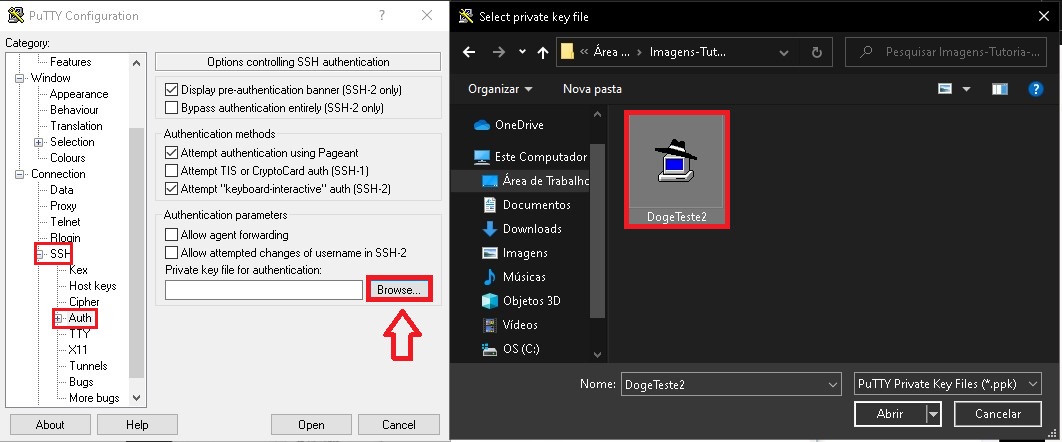 PuTTY Configuration
?
Category:
Features
Window
Appearance
Behaviour
Translation
Selection
Colours
Connection
Data
Proxy
Telnet
Rlogin
SSH
Kex
Host keys
Cipher
Auth
TTY
X11
Tunnels
Bugs
More bugs
Options controlling SSH authentication
Display pre-authentication banner (SSH-2 only)
Bypass authentication entirely (SSH-2 only)
Authentication methods
Attempt authentication using Pageant
Attempt TIS or CryptoCard auth (SSH-1)
Attempt "keyboard-interactive" auth (SSH-2)
Authentication parameters
Allow agent forwarding
Allow attempted changes of username in SSH-2
Private key file for authentication:
Browse...
About
Help
Open
Cancel
Select private key file
« Área ... › Imagens-Tut...
Pesquisar Imagens-Tutoria-...
Organizar
Nova pasta
?
OneDrive
Este Computador
Área de Trabalho
Documentos
Downloads
Imagens
Músicas
Objetos 3D
Vídeos
OS (C:)
DogeTeste2
Nome:
DogeTeste2
PuTTY Private Key Files (*.ppk)
Abrir
Cancelar